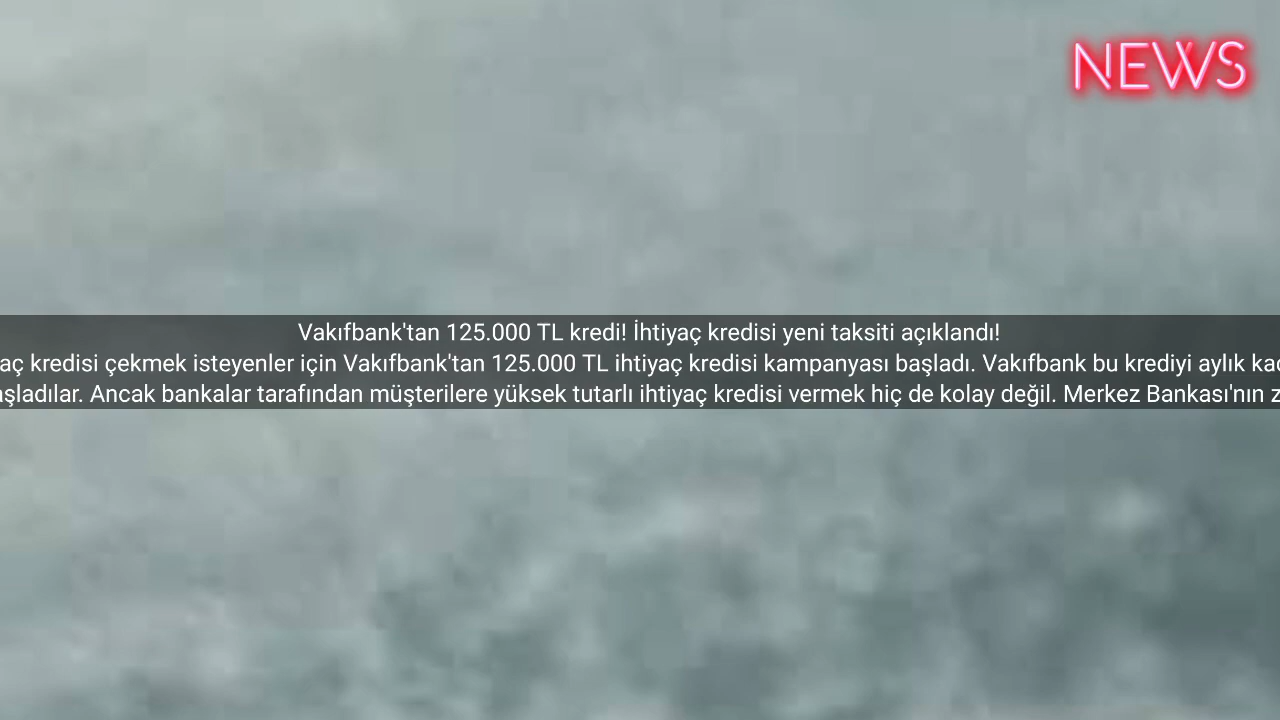 NEWS
Vakıfbank'tan 125.000 TL kredi! İhtiyaç kredisi yeni taksiti açıklandı!
kredisi çekmek isteyenler için Vakıfbank'tan 125.000 TL ihtiyaç kredisi kampanyası başladı. Vakıfbank bu krediyi aylık
Ancak bankalar tarafından müşterilere yüksek tutarlı ihtiyaç kredisi vermek hiç de kolay değil. Merkez Bankası'nın